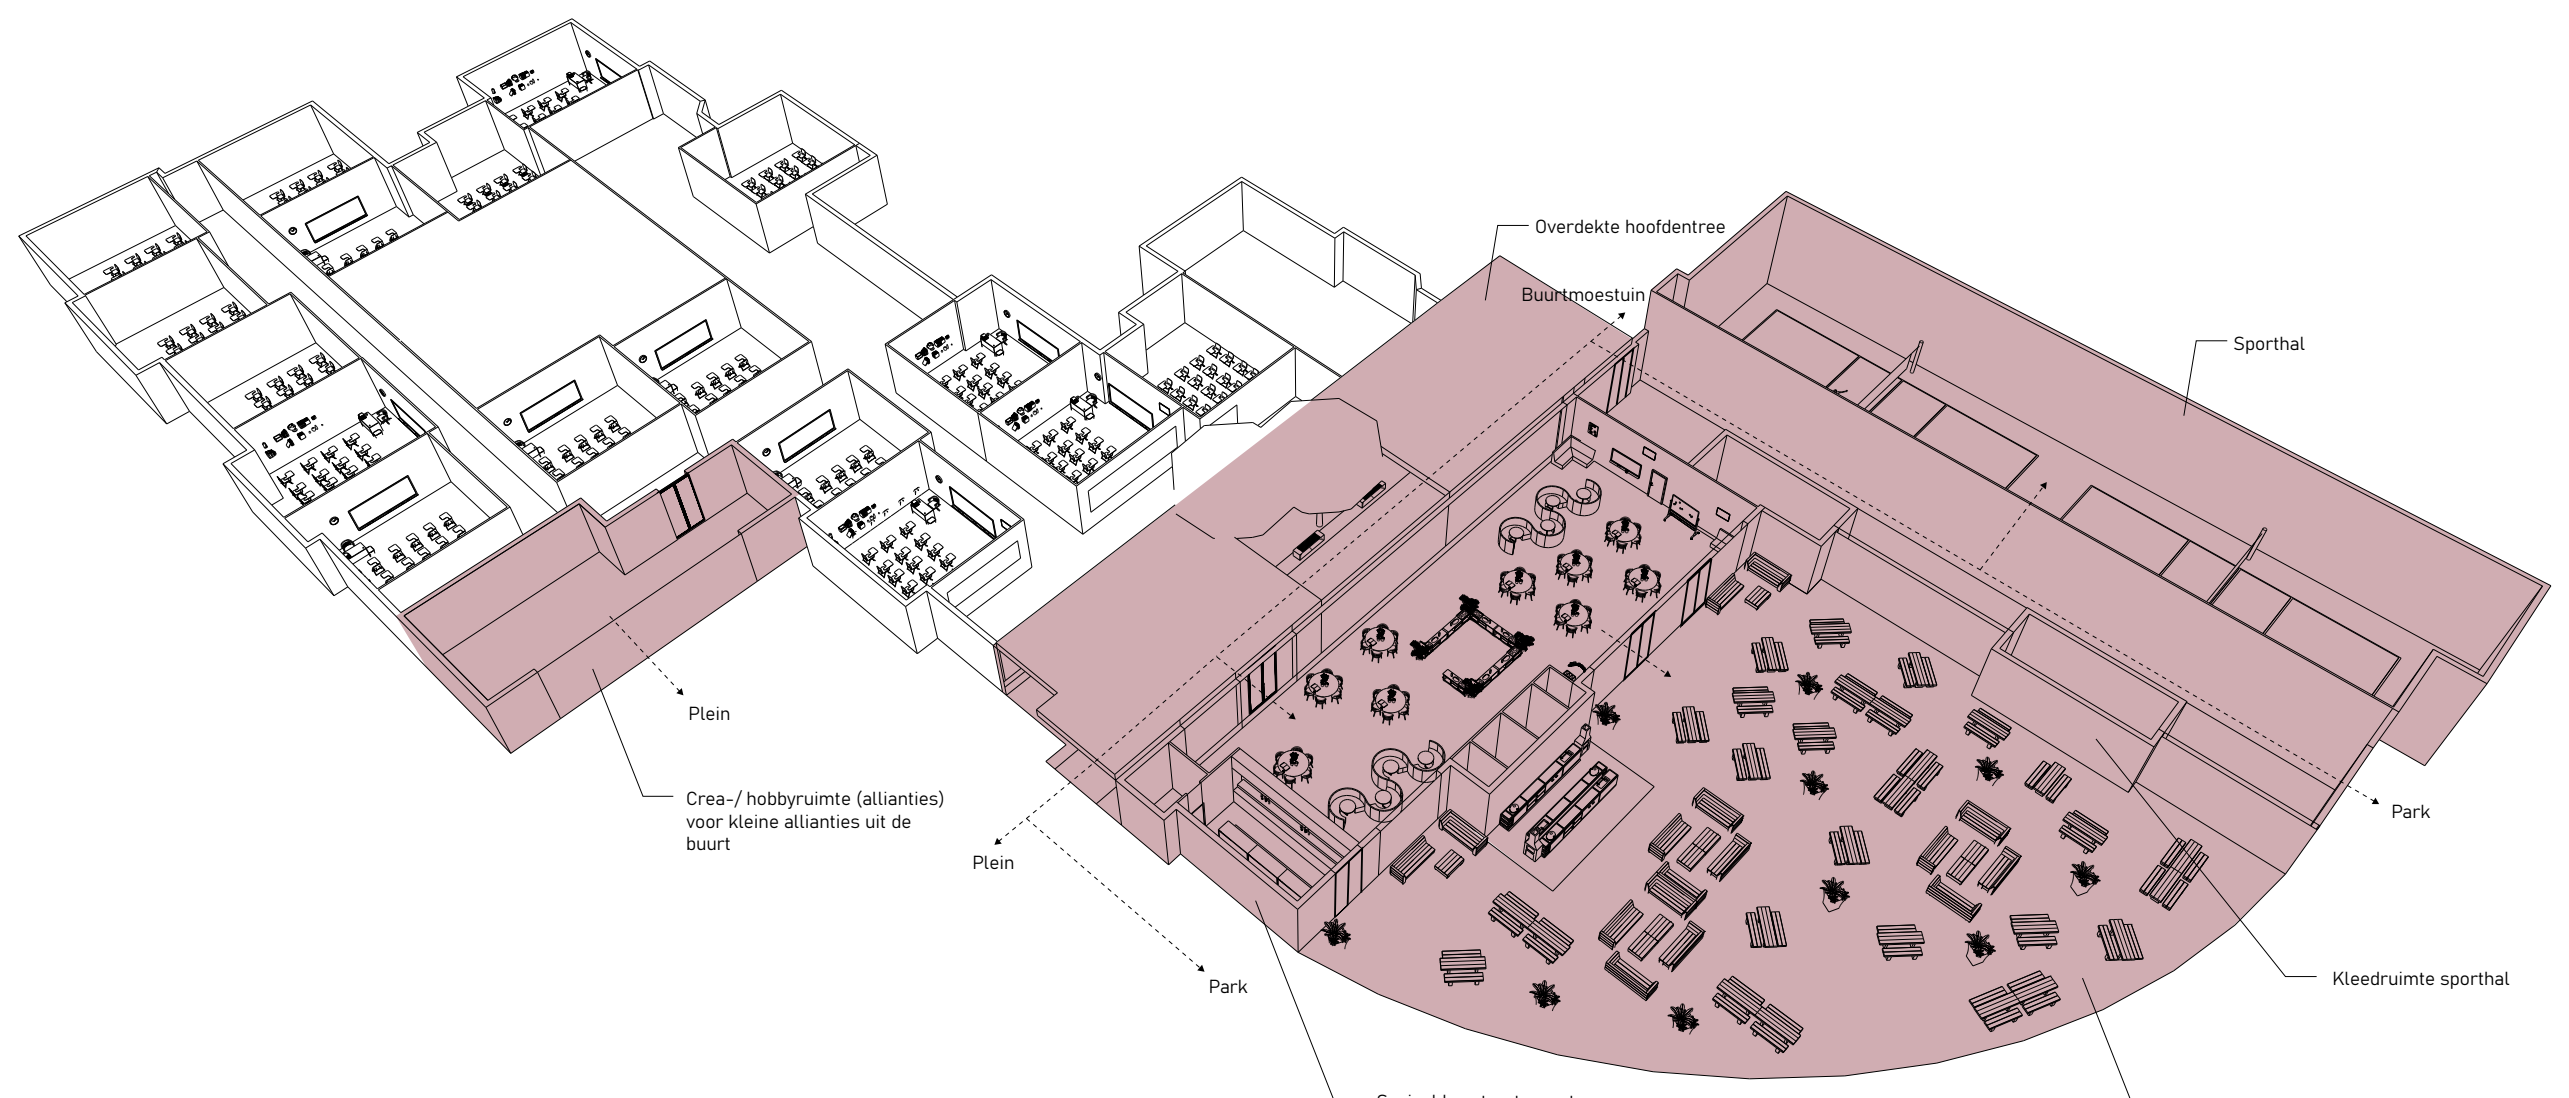 Overdekte hoofdentree
Buurtmoestuin
Sporthal
Plein
Crea-/ hobbyruimte (allianties)
voor kleine allianties uit de
buurt
Plein
Park
Park
Kleedruimte sporthal